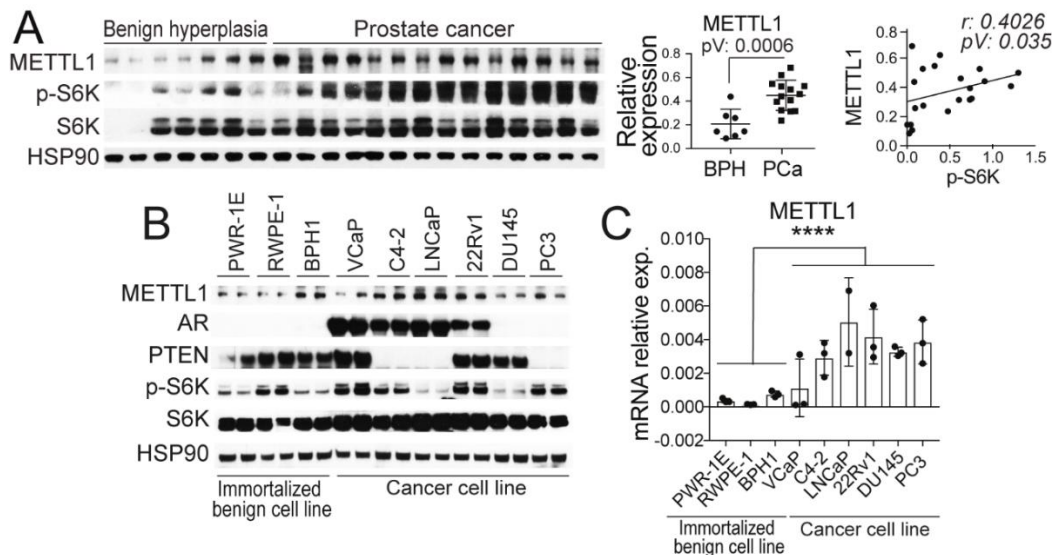 A
Benign hyperplasia
Prostate cancer
METTL1
p-S6K
S6K
HSP90
METTL1
pV: 0.0006
Relative
expression
0.8
0.6
0.4
0.2
0.0
BPH
PCa
r: 0.4026
pV: 0.035
METTL1
0.8
0.6
0.4
0.2
0.0
0.0
0.5
1.0
1.5
p-S6K
B
PWR-1E
RWPE-1
BPH1
VCaP
C4-2
LNCaP
22Rv1
DU145
PC3
METTL1
AR
PTEN
p-S6K
S6K
HSP90
Immortalized
benign cell line
Cancer cell line
C
METTL1
****
mRNA relative exp.
0.010
0.008
0.006
0.004
0.002
0.000
-0.002
PWR-1E
RWPE-1
BPH1
VCaP
C4-2
LNCaP
22Rv1
DU145
PC3
Immortalized
benign cell line
Cancer cell line